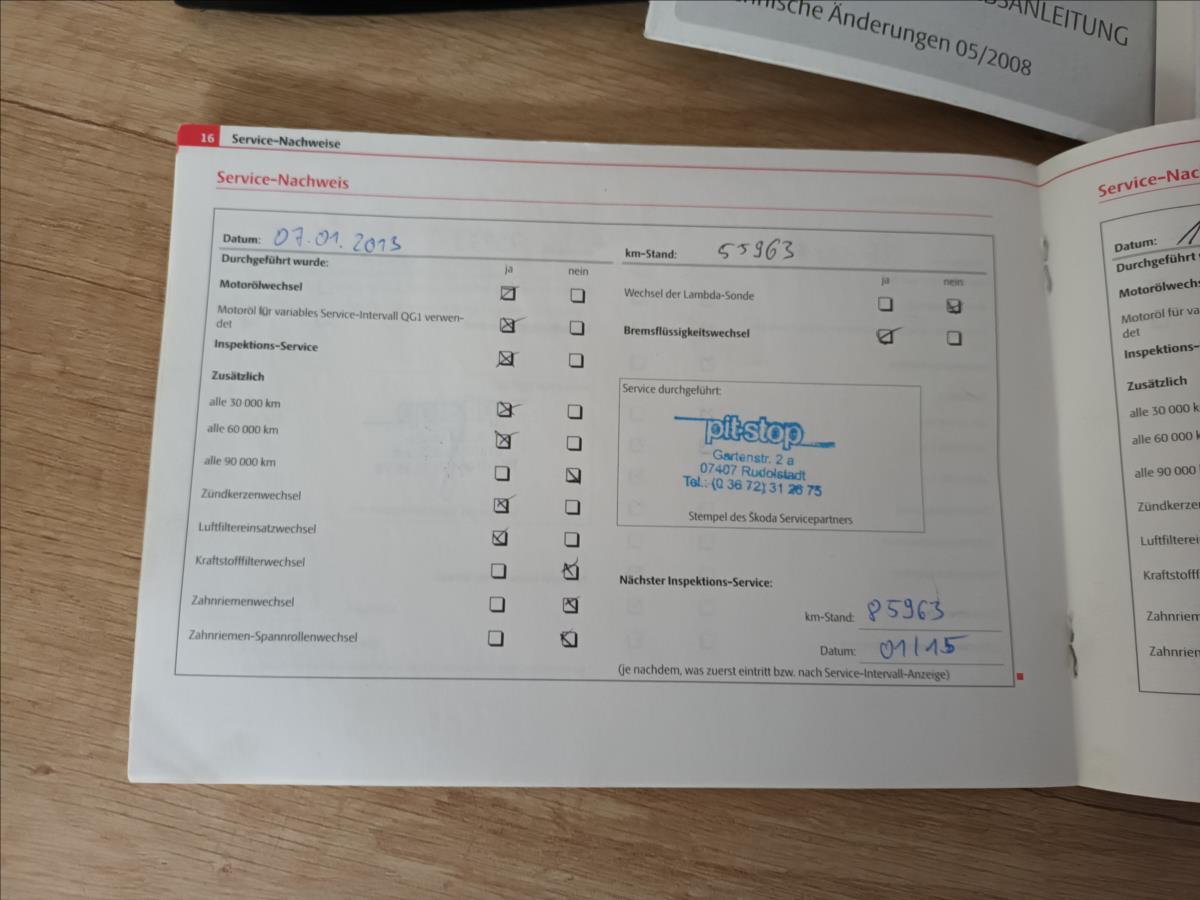 BSANLEITUNG
nische Änderungen 05/2008
16 Service-Nachweise
Service-Nachweis
Datum: 07.01.2013
km-Stand: 55963
Durchgeführt wurde:
ja nein
ja nein
Motorölwechsel
Motoröl für variables Service-Intervall QG1 verwen-
det
Inspektions-Service
Zusätzlich
alle 30 000 km
alle 60 000 km
alle 90 000 km
Zündkerzenwechsel
Luftfiltereinsatzwechsel
Kraftstofffilterwechsel
Zahnriemenwechsel
Zahnriemen-Spannrollenwechsel
Wechsel der Lambda-Sonde
Bremsflüssigkeitswechsel
Service durchgeführt:
pit-stop
Gartenstr. 2 a
07407 Rudolstadt
Tel.: (0 36 72) 31 26 75
Stempel des Škoda Servicepartners
Nächster Inspektions-Service:
km-Stand: 85963
Datum: 01/15
(je nachdem, was zuerst eintritt bzw. nach Service-Intervall-Anzeige)
Service-Nac
Datum: 1
Durchgeführt
Motorölwechs
Motoröl für va
det
Inspektions-
Zusätzlich
alle 30 000 k
alle 60 000 k
alle 90 000
Zündkerzen
Luftfilterei
Kraftstofff
Zahnriem
Zahnrien